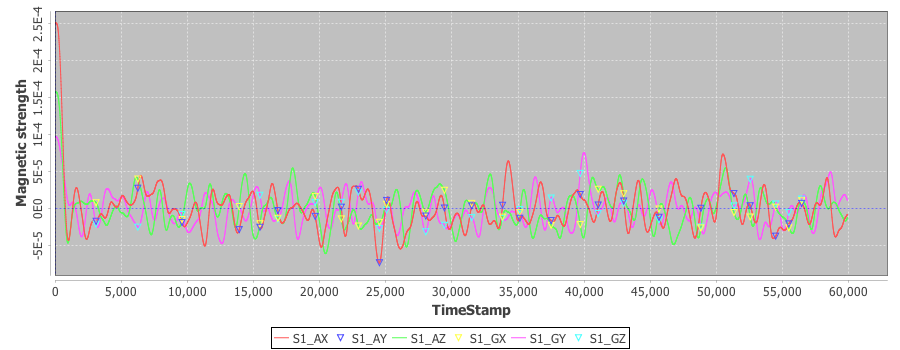 2.5E-4
2E-4
1.5E-4
1E-4
5E-5
0E0
-5E-5
Magnetic strength
0 5,000 10,000 15,000 20,000 25,000 30,000 35,000 40,000 45,000 50,000 55,000 60,000
TimeStamp
S1_AX S1_AY S1_AZ S1_GX S1_GY S1_GZ